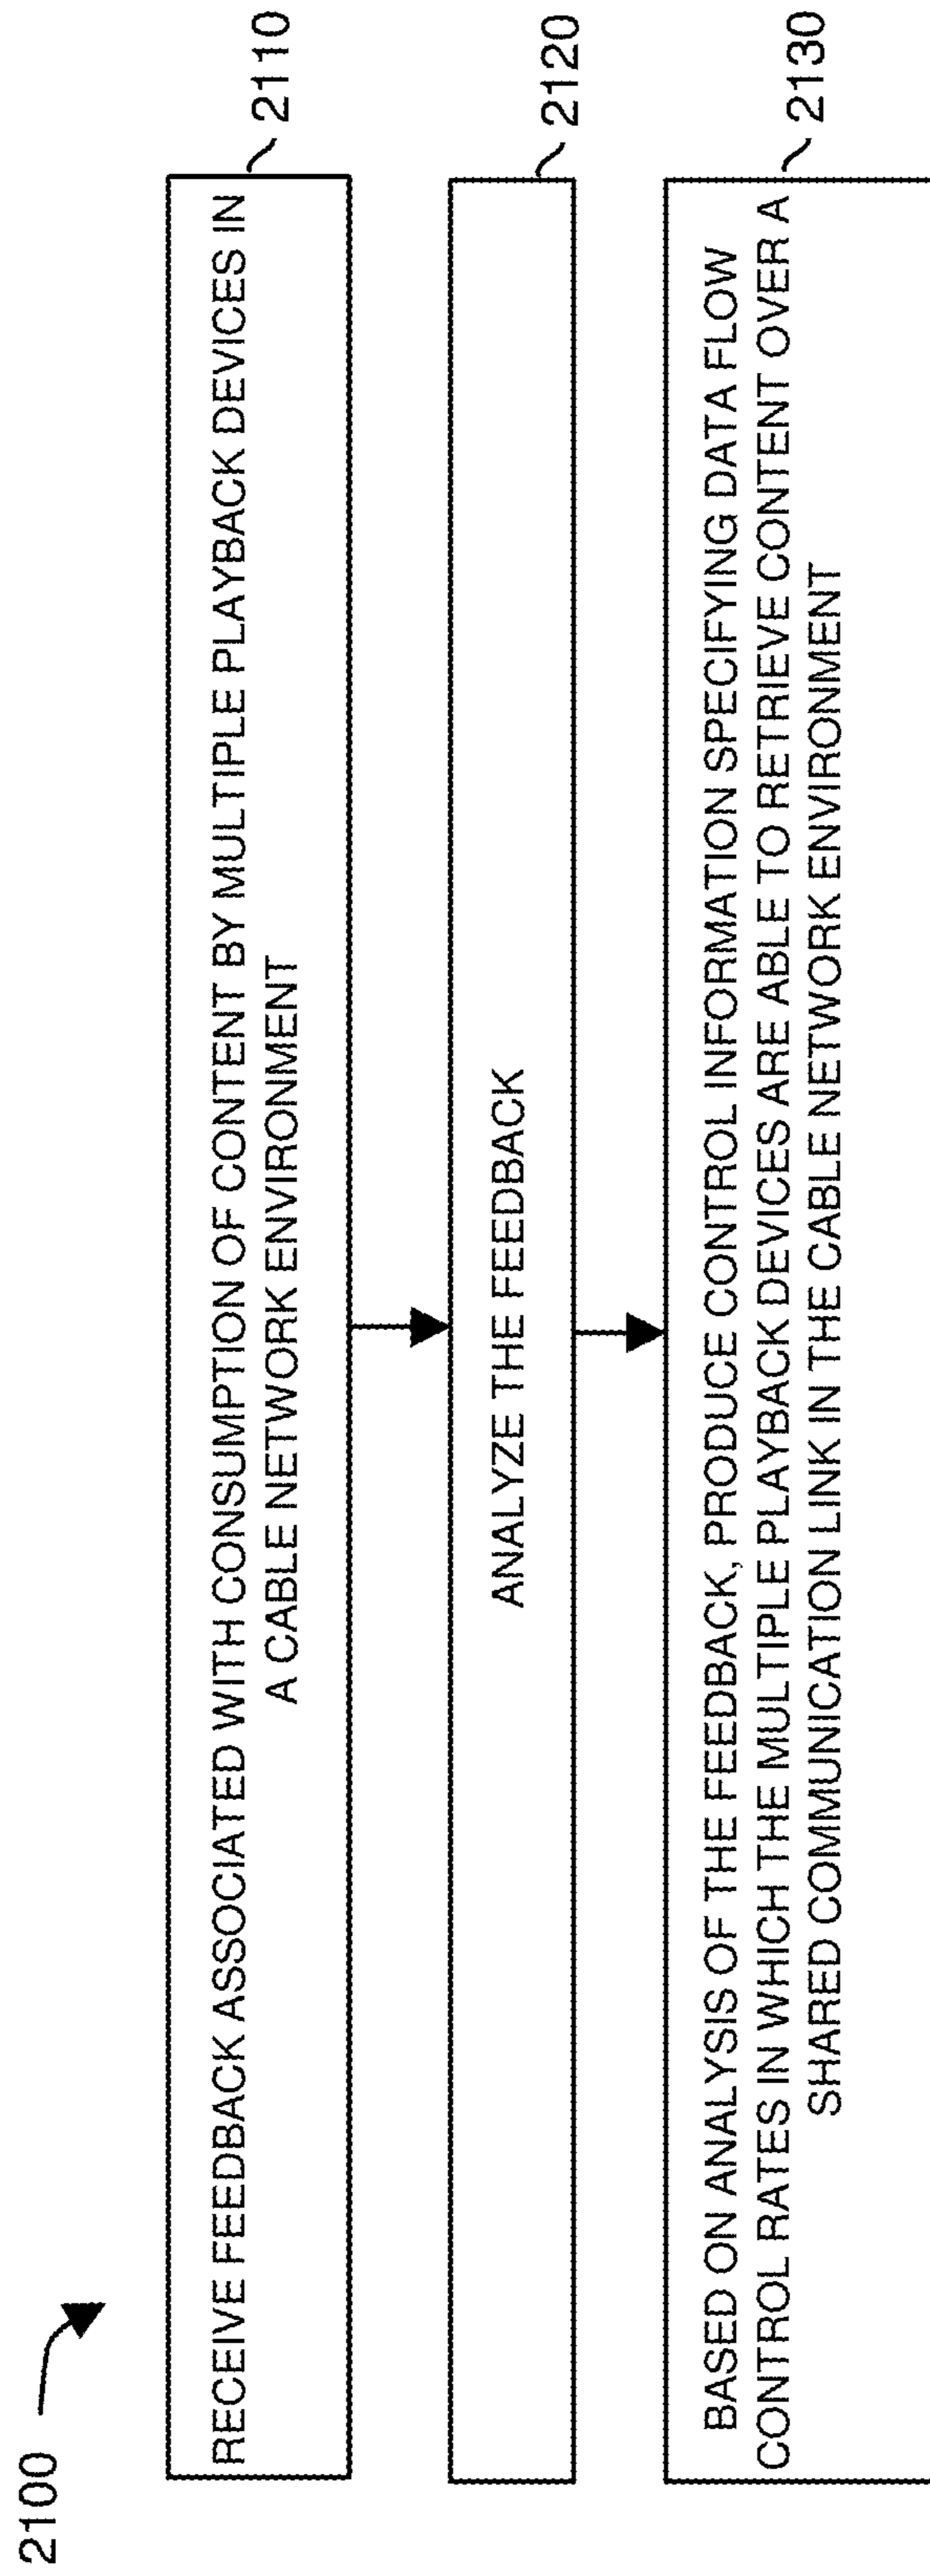 2100
RECEIVE FEEDBACK ASSOCIATED WITH CONSUMPTION OF CONTENT BY MULTIPLE PLAYBACK DEVICES IN
A CABLE NETWORK ENVIRONMENT
2110
ANALYZE THE FEEDBACK
2120
BASED ON ANALYSIS OF THE FEEDBACK, PRODUCE CONTROL INFORMATION SPECIFYING DATA FLOW
CONTROL RATES IN WHICH THE MULTIPLE PLAYBACK DEVICES ARE ABLE TO RETRIEVE CONTENT OVER A
SHARED COMMUNICATION LINK IN THE CABLE NETWORK ENVIRONMENT
2130